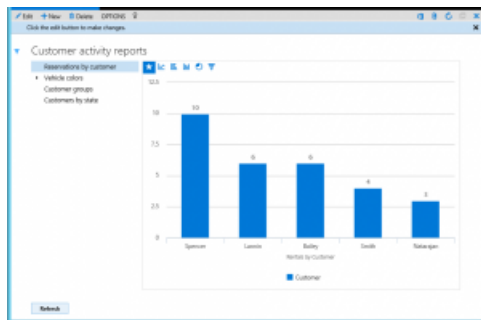 Edit + New Delete OPTIONS
Click the edit button to make changes.
Customer activity reports
Reservations by customer
Vehicle colors
Customer groups
Customers by state
12.5
10
7.5
5
2.5
0
10
6
6
4
3
Spencer
Lannin
Bailey
Smith
Natarajan
Rentals by Customer
Customer
Refresh